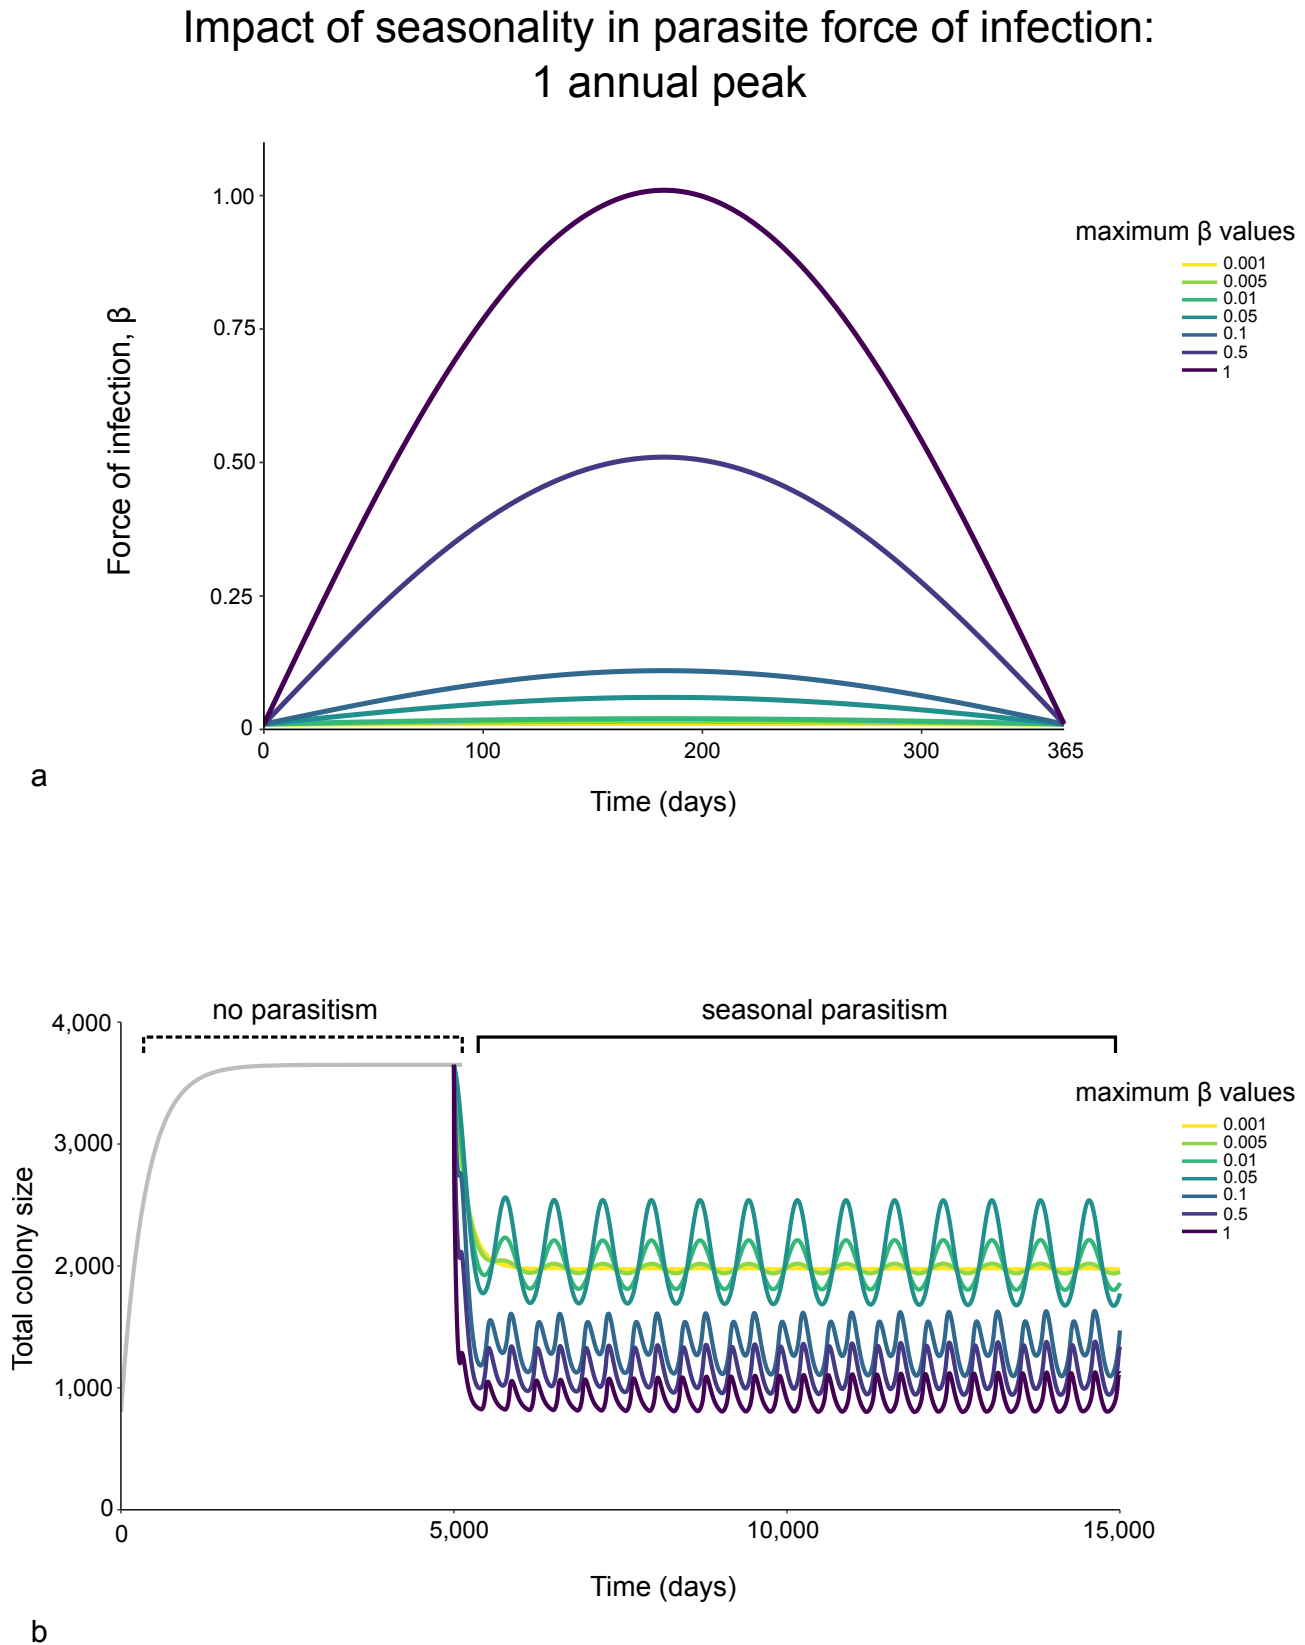 Impact of seasonality in parasite force of infection:
1 annual peak
1.00
0.75
0.50
0.25
0
Force of infection, β
0
100
200
300
365
Time (days)
maximum β values
0.001
0.005
0.01
0.05
0.1
0.5
1
a
no parasitism
seasonal parasitism
4,000
3,000
2,000
1,000
0
Total colony size
0
5,000
10,000
15,000
Time (days)
maximum β values
0.001
0.005
0.01
0.05
0.1
0.5
1
b